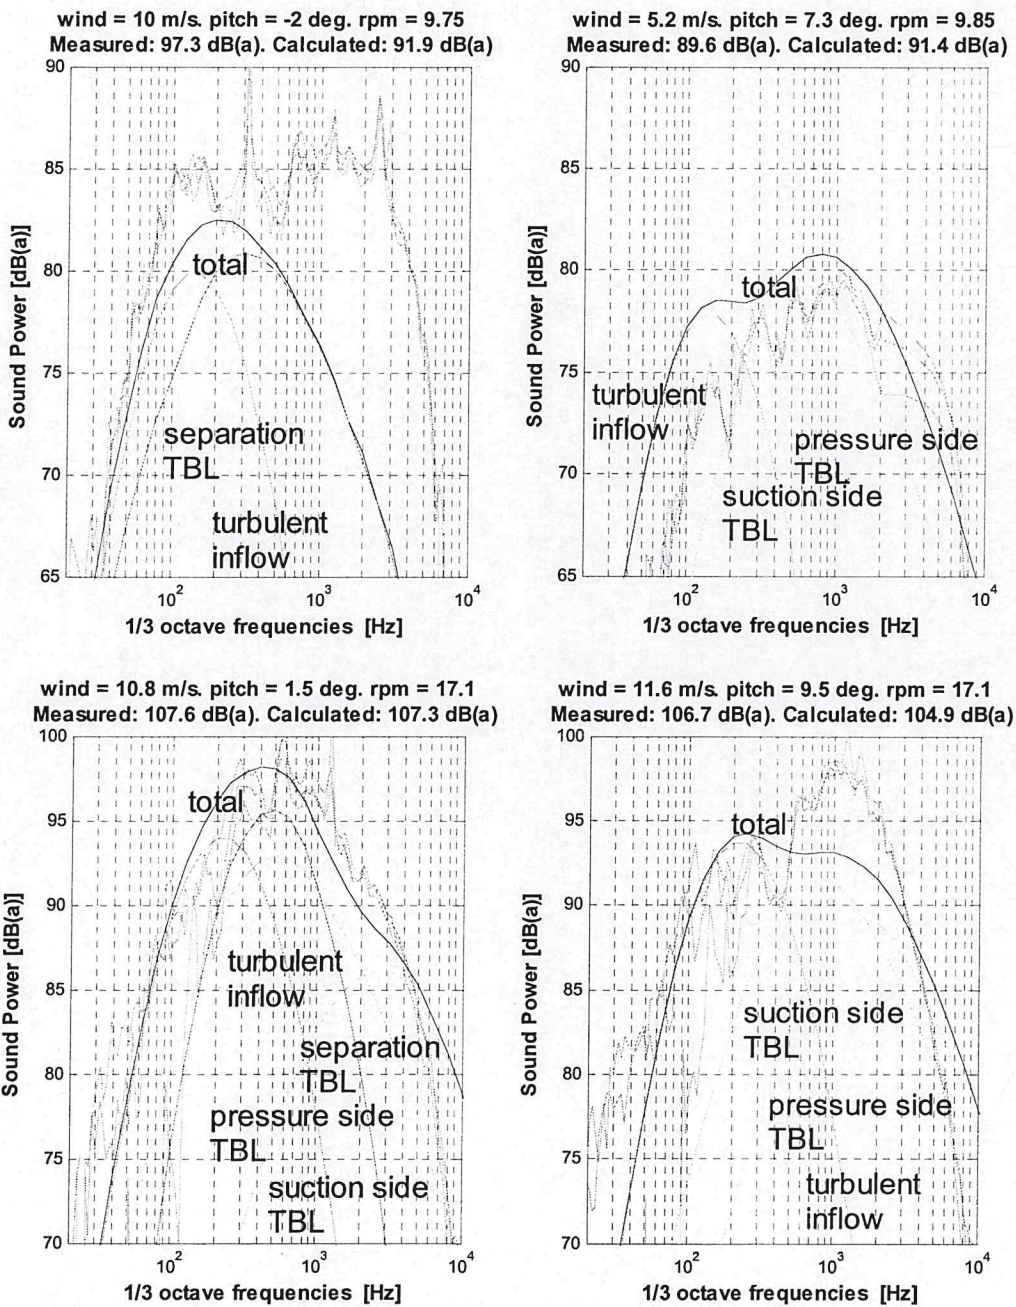 wind = 10 m/s. pitch = -2 deg. rpm = 9.75
Measured: 97.3 dB(a). Calculated: 91.9 dB(a)
90
85
80
75
70
65
Sound Power [dB(a)]
total
separation
TBL
turbulent
inflow
10^2
10^3
10^4
1/3 octave frequencies [Hz]
wind = 5.2 m/s. pitch = 7.3 deg. rpm = 9.85
Measured: 89.6 dB(a). Calculated: 91.4 dB(a)
90
85
80
75
70
65
Sound Power [dB(a)]
total
turbulent
inflow
pressure side
TBL
suction side
TBL
10^2
10^3
10^4
1/3 octave frequencies [Hz]
wind = 10.8 m/s. pitch = 1.5 deg. rpm = 17.1
Measured: 107.6 dB(a). Calculated: 107.3 dB(a)
100
95
90
85
80
75
70
Sound Power [dB(a)]
total
turbulent
inflow
separation
TBL
pressure side
TBL
suction side
TBL
10^2
10^3
10^4
1/3 octave frequencies [Hz]
wind = 11.6 m/s. pitch = 9.5 deg. rpm = 17.1
Measured: 106.7 dB(a). Calculated: 104.9 dB(a)
100
95
90
85
80
75
70
Sound Power [dB(a)]
total
suction side
TBL
pressure side
TBL
turbulent
inflow
10^2
10^3
10^4
1/3 octave frequencies [Hz]